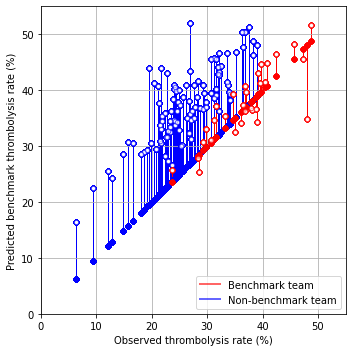 Predicted benchmark thrombolysis rate (%)
50
40
30
20
10
0
Benchmark team
Non-benchmark team
0 10 20 30 40 50
Observed thrombolysis rate (%)